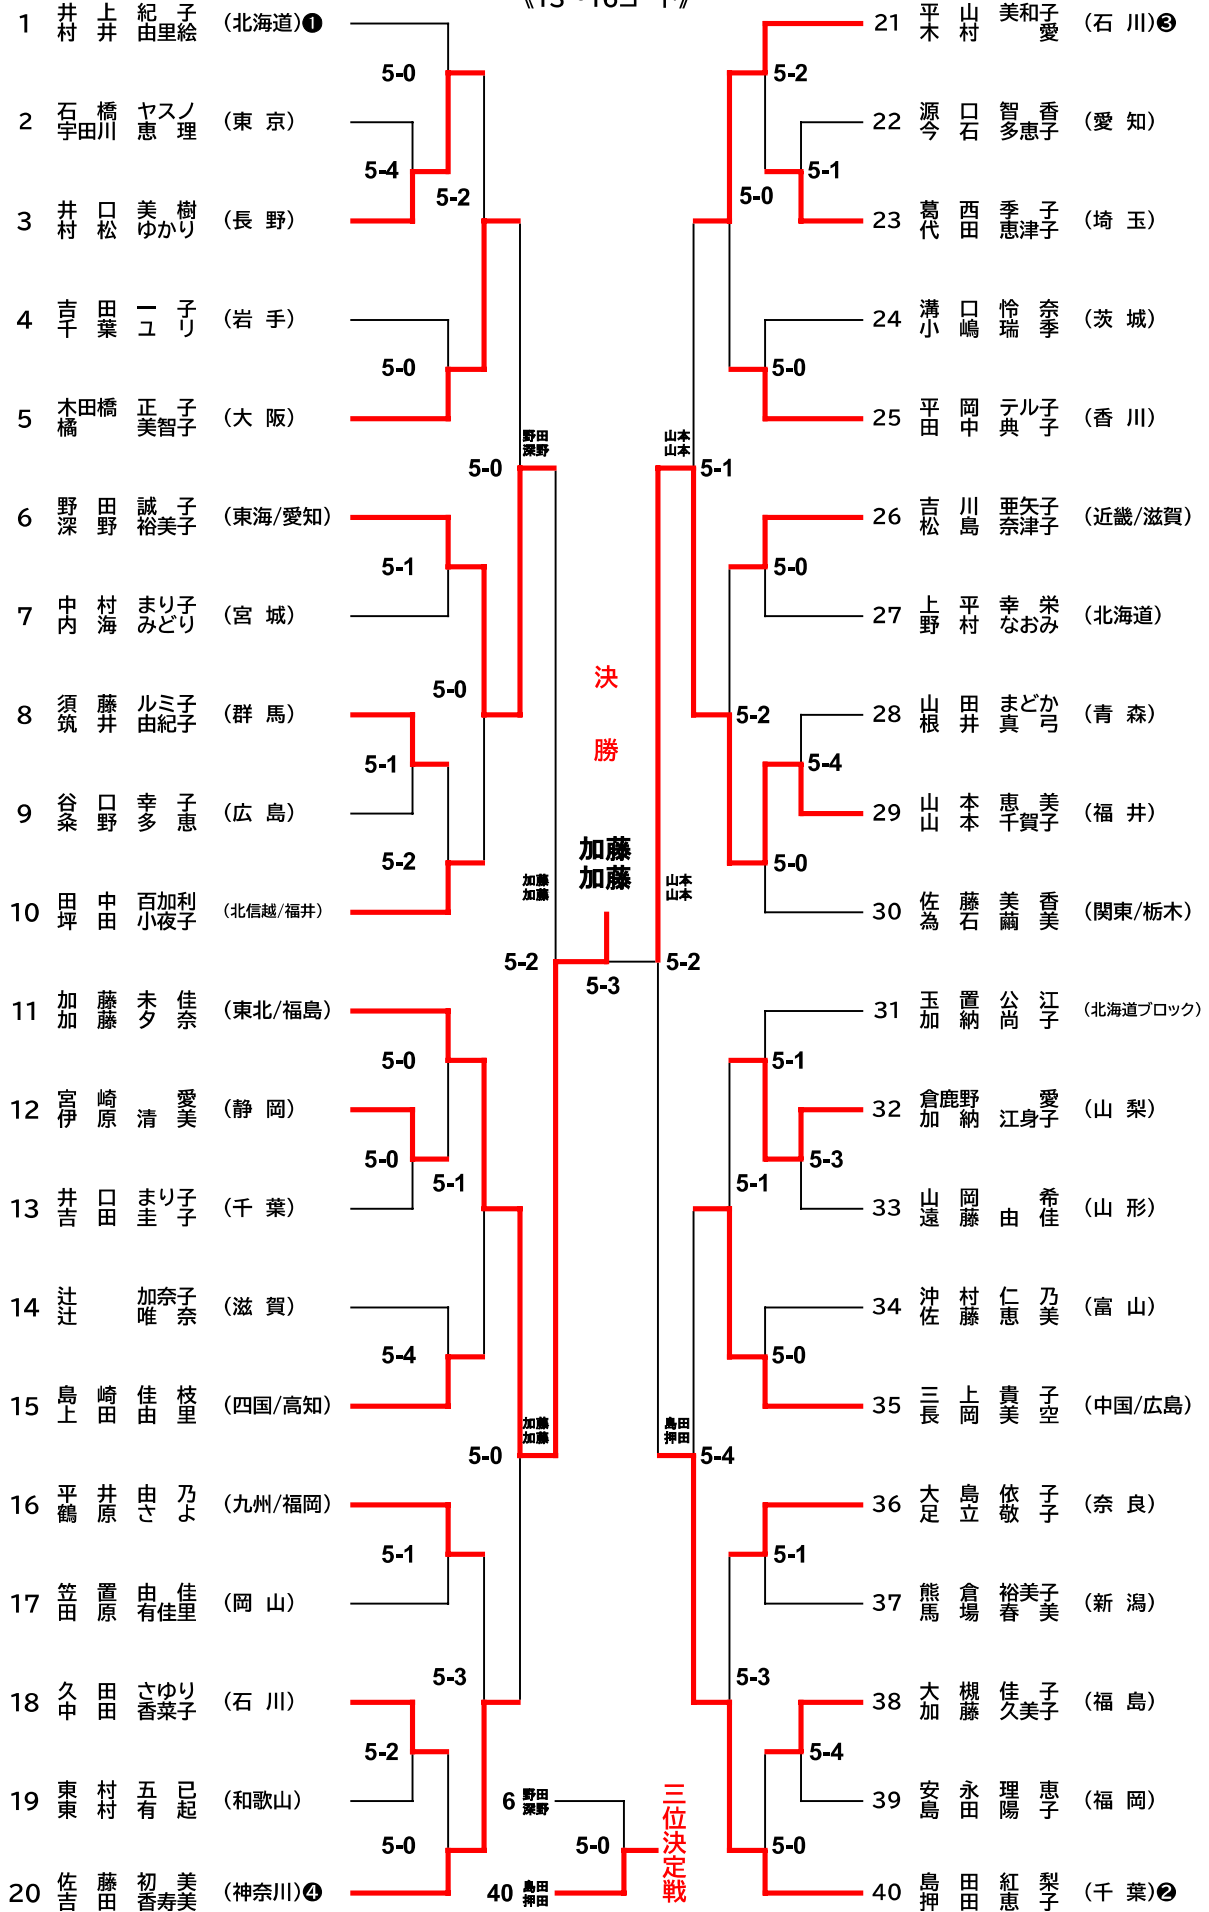 《13~16コート》
1 井上 紀子 (北海道)❶
村井 由里絵
2 石橋 ヤスノ (東京)
宇田川 恵理
3 井口 美樹 (長野)
村松 ゆかり
4 吉田 一子 (岩手)
千葉 ユリ
5 木田橋 正子 (大阪)
橘 美智子
6 野田 誠子 (東海/愛知)
深野 裕美子
7 中村 まり子 (宮城)
内海 みどり
8 須藤 ルミ子 (群馬)
筑井 由紀子
9 谷口 幸子 (広島)
粂野 多恵
10 田中 百加利 (北信越/福井)
坪田 小夜子
11 加藤 未佳 (東北/福島)
加藤 夕奈
12 宮崎 愛 (静岡)
伊原 清美
13 井口 まり子 (千葉)
吉田 圭子
14 辻 加奈子 (滋賀)
辻 唯奈
15 島崎 佳枝 (四国/高知)
上田 由里
16 平井 由乃 (九州/福岡)
鶴原 さよ
17 笠置 由佳 (岡山)
田原 有佳里
18 久田 さゆり (石川)
中田 香菜子
19 東村 五已 (和歌山)
東村 有起
20 佐藤 初美 (神奈川)❹
吉田 香寿美
5-0
5-4
5-2
5-0
5-0
5-1
5-0
5-1
5-2
5-2
5-0
5-0
5-1
5-4
5-0
5-1
5-3
5-2
5-0
野田
深野
加藤
加藤
加藤
加藤
決
勝
加藤
加藤
5-3
山本
山本
山本
山本
島田
押田
6 野田
深野
5-0
40 島田
押田
三位決定戦
21 平山 美和子 (石川)❸
木村 愛
22 源口 智香 (愛知)
今石 多恵子
23 葛西 季子 (埼玉)
代田 恵津子
24 溝口 怜奈 (茨城)
小嶋 瑞季
25 平岡 テル子 (香川)
田中 典子
26 吉川 亜矢子 (近畿/滋賀)
松島 奈津子
27 上平 幸栄 (北海道)
野村 なおみ
28 山田 まどか (青森)
根井 真弓
29 山本 恵美 (福井)
山本 千賀子
30 佐藤 美香 (関東/栃木)
為石 繭美
31 玉置 公江 (北海道ブロック)
加納 尚子
32 倉鹿野 愛 (山梨)
加納 江身子
33 山岡 希 (山形)
遠藤 由佳
34 沖村 仁乃 (富山)
佐藤 恵美
35 三上 貴子 (中国/広島)
長岡 美空
36 大島 依子 (奈良)
足立 敬子
37 熊倉 裕美子 (新潟)
馬場 春美
38 大槻 佳子 (福島)
加藤 久美子
39 安永 理恵 (福岡)
島田 陽子
40 島田 紅梨 (千葉)❷
押田 恵子
5-2
5-1
5-0
5-0
5-1
5-0
5-2
5-4
5-0
5-2
5-1
5-3
5-1
5-0
5-4
5-1
5-3
5-4
5-0